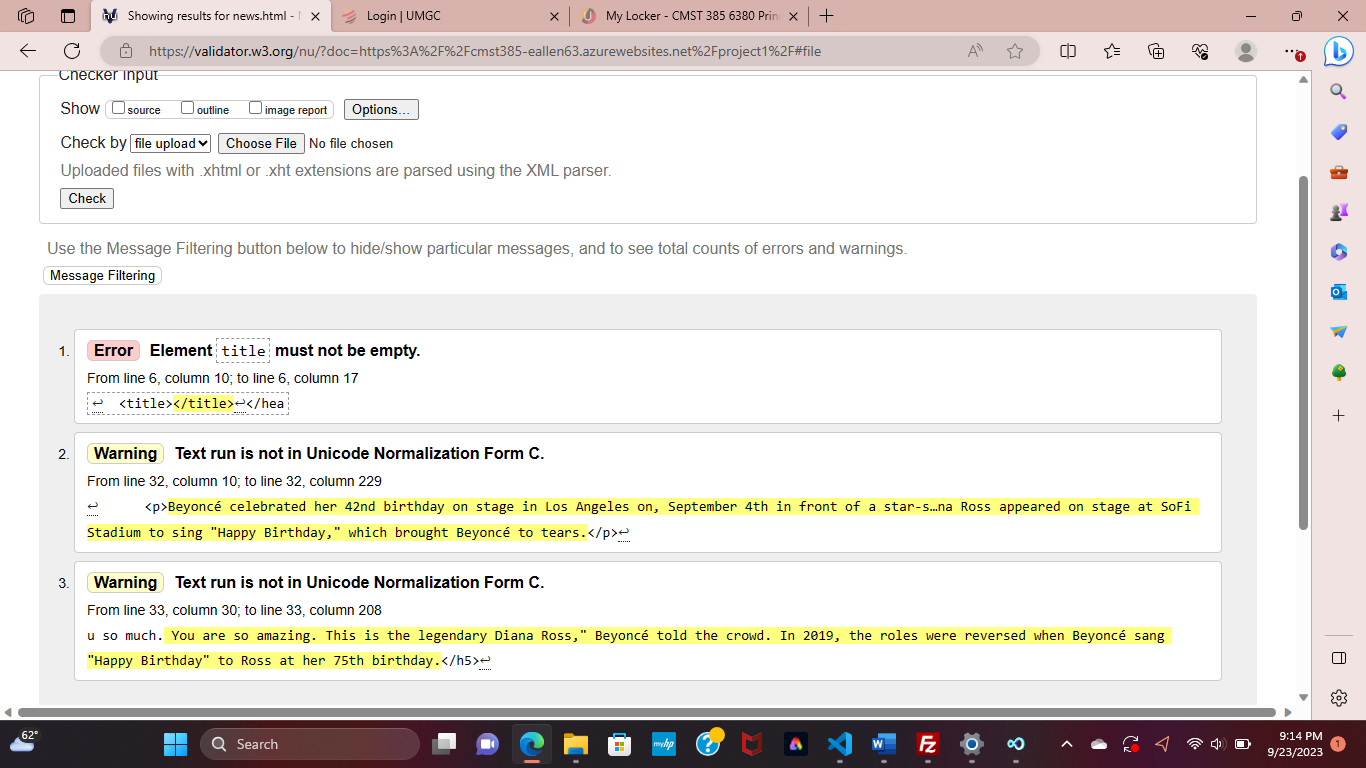 Showing results for news.html - N
Login | UMGC
My Locker - CMST 385 6380 Prin
https://validator.w3.org/nu/?doc=https%3A%2F%2Fcmst385-eallen63.azurewebsites.net%2Fproject1%2F#file
Checker Input
Show source outline image report Options...
Check by file upload Choose File No file chosen
Uploaded files with .xhtml or .xht extensions are parsed using the XML parser.
Check
Use the Message Filtering button below to hide/show particular messages, and to see total counts of errors and warnings.
Message Filtering
1. Error Element title must not be empty.
From line 6, column 10; to line 6, column 17
↩ <title></title>↩</hea
2. Warning Text run is not in Unicode Normalization Form C.
From line 32, column 10; to line 32, column 229
↩ <p>Beyoncé celebrated her 42nd birthday on stage in Los Angeles on, September 4th in front of a star-s…na Ross appeared on stage at SoFi
Stadium to sing "Happy Birthday," which brought Beyoncé to tears.</p>↩
3. Warning Text run is not in Unicode Normalization Form C.
From line 33, column 30; to line 33, column 208
u so much. You are so amazing. This is the legendary Diana Ross," Beyoncé told the crowd. In 2019, the roles were reversed when Beyoncé sang
"Happy Birthday" to Ross at her 75th birthday.</h5>↩
62°
Search
9:14 PM
9/23/2023
1